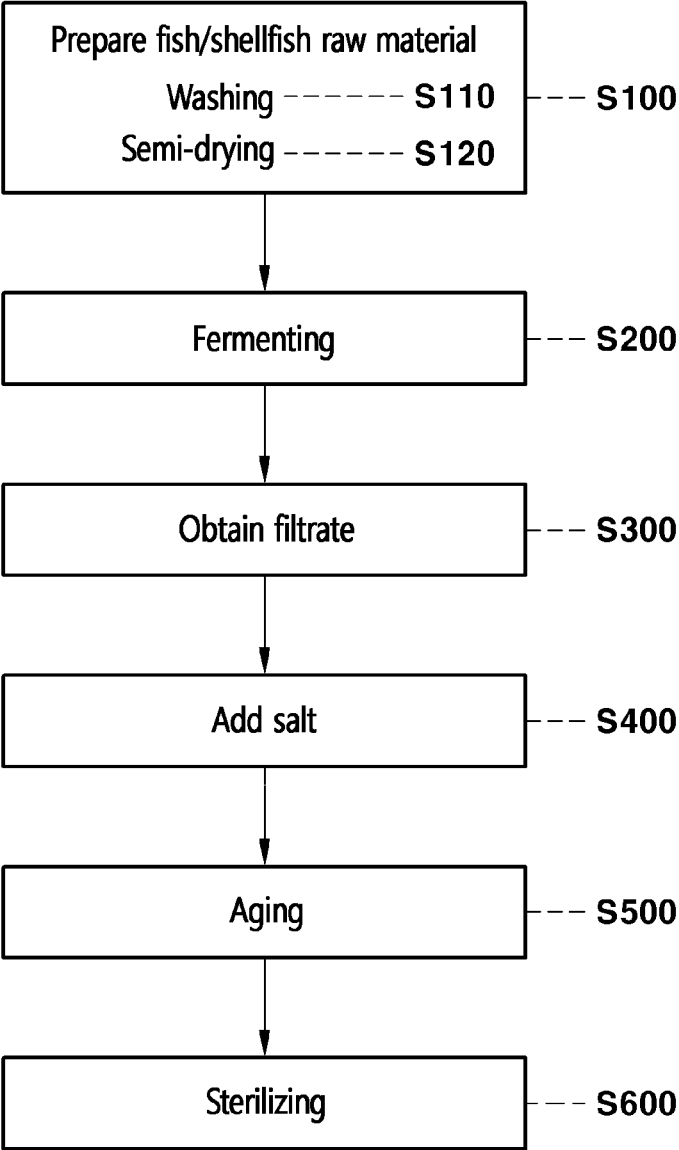 Prepare fish/shellfish raw material
Washing S110 S100
Semi-drying S120
Fermenting S200
Obtain filtrate S300
Add salt S400
Aging S500
Sterilizing S600